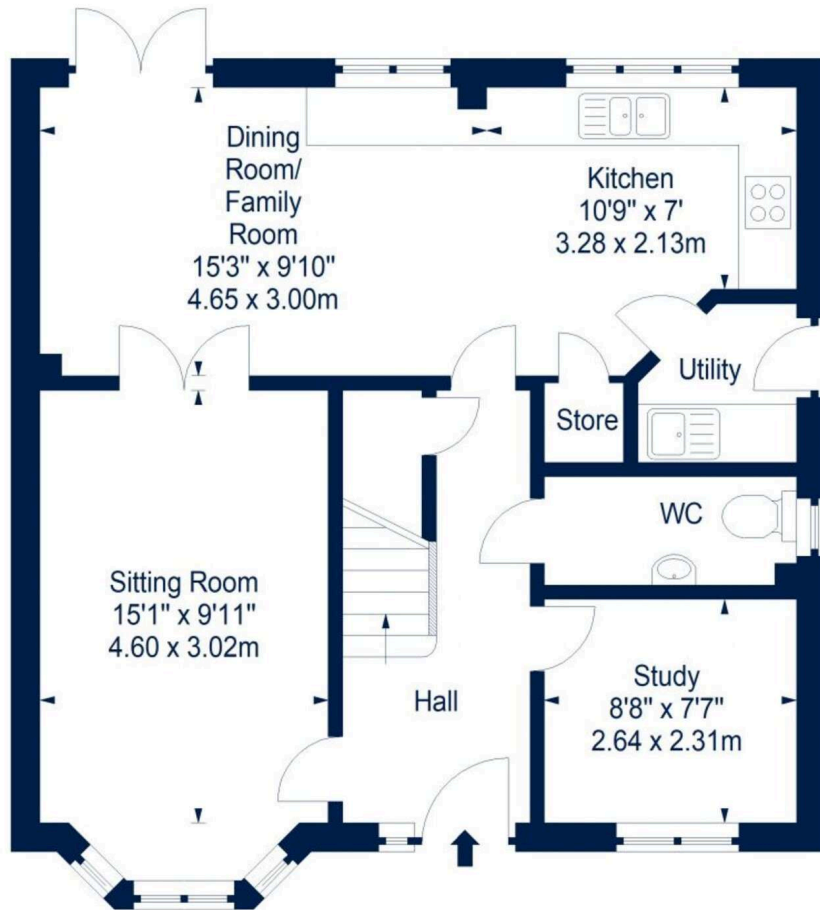 Dining
Room/
Family
Room
15'3" x 9'10"
4.65 x 3.00m
Kitchen
10'9" x 7'
3.28 x 2.13m
Utility
Store
WC
Sitting Room
15'1" x 9'11"
4.60 x 3.02m
Hall
Study
8'8" x 7'7"
2.64 x 2.31m